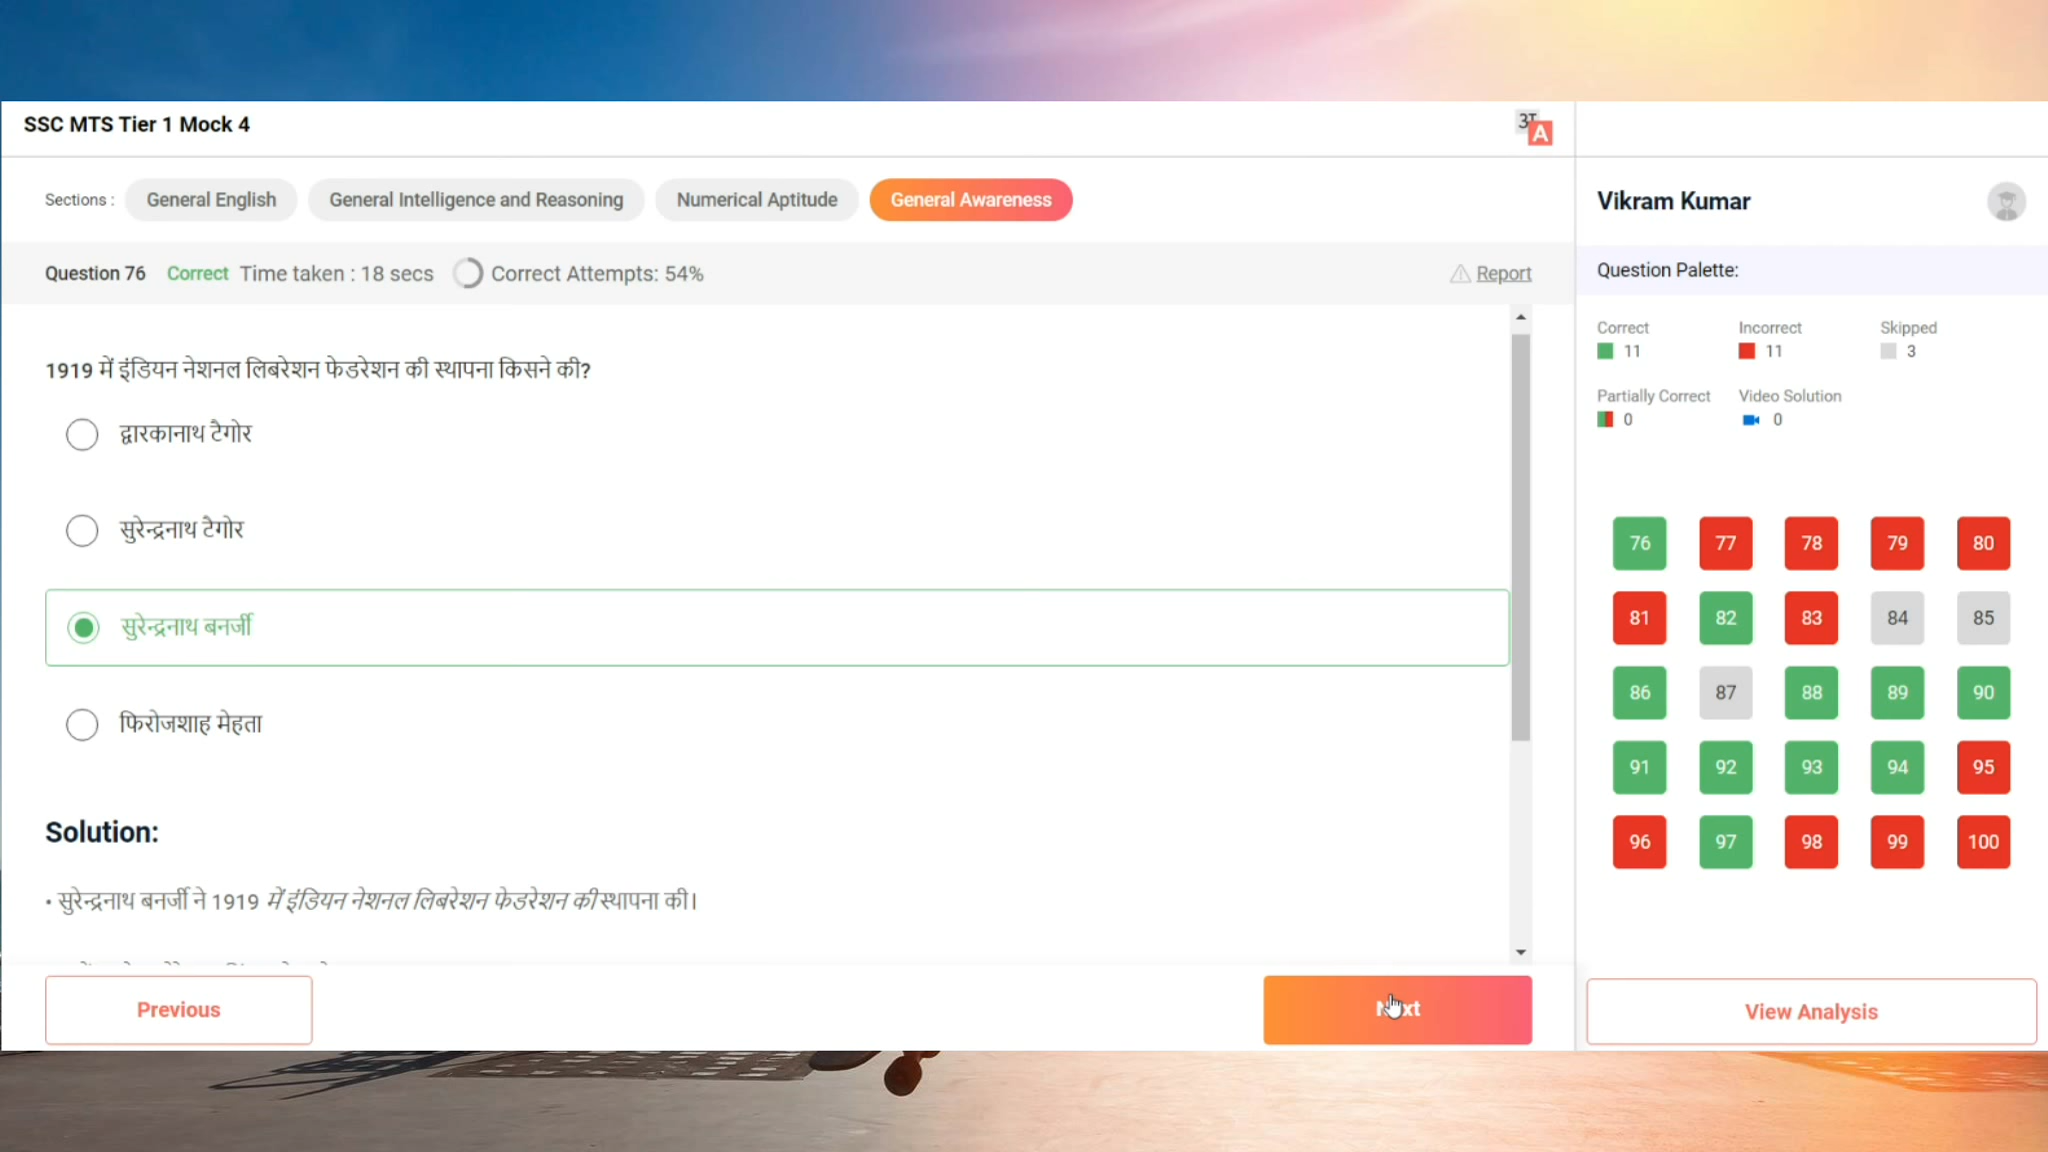 SSC MTS Tier 1 Mock 4
अ A
Sections : General English General Intelligence and Reasoning Numerical Aptitude General Awareness
Question 76 Correct Time taken : 18 secs Correct Attempts: 54% Report
1919 में इंडियन नेशनल लिबरेशन फेडरेशन की स्थापना किसने की?
द्वारकानाथ टैगोर
सुरेन्द्रनाथ टैगोर
सुरेन्द्रनाथ बनर्जी
फिरोजशाह मेहता
Solution:
• सुरेन्द्रनाथ बनर्जी ने 1919 में इंडियन नेशनल लिबरेशन फेडरेशन की स्थापना की।
Previous Next
Vikram Kumar
Question Palette:
Correct Incorrect Skipped
11 11 3
Partially Correct Video Solution
0 0
76 77 78 79 80
81 82 83 84 85
86 87 88 89 90
91 92 93 94 95
96 97 98 99 100
View Analysis